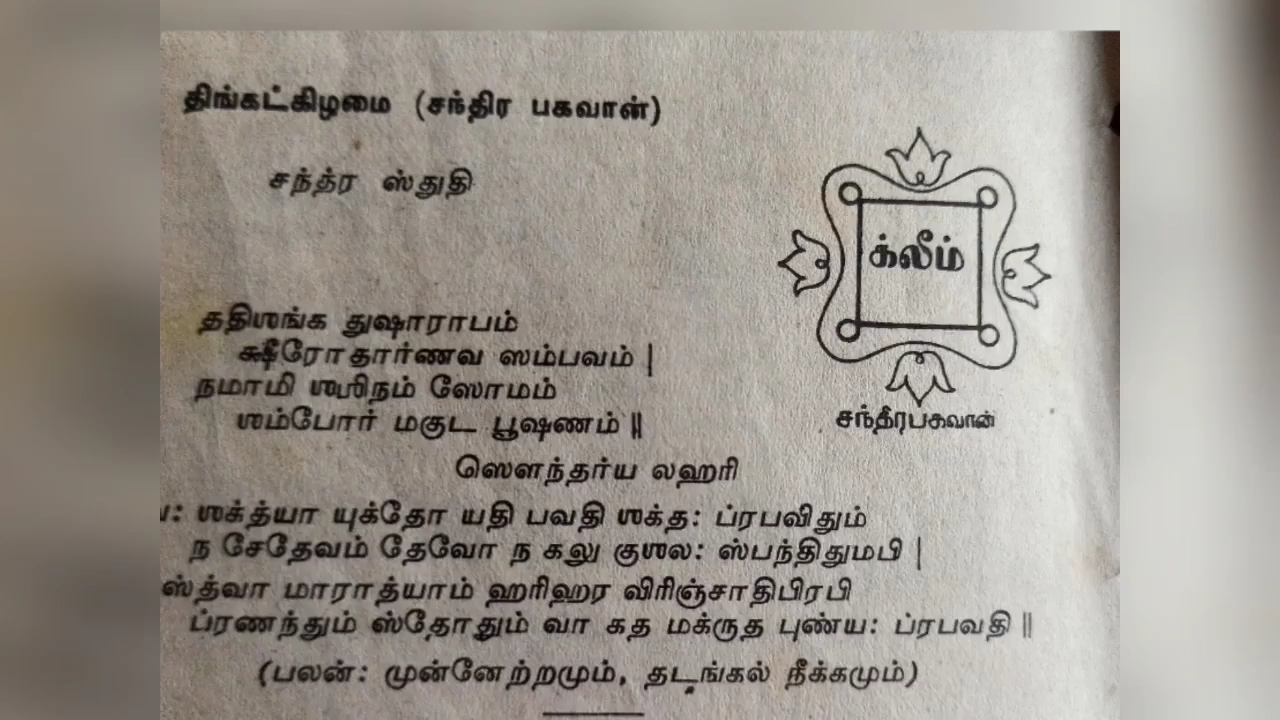 திங்கட்கிழமை (சந்திர பகவான்)
சந்த்ர ஸ்துதி
க்லீம்
சந்திரபகவான்
ததிஶங்க துஷாராபம்
க்ஷீரோதார்ணவ ஸம்பவம் |
நமாமி ஶஶிநம் ஸோமம்
ஶம்போர் மகுட பூஷணம் ||
ஸௌந்தர்ய லஹரி
ஶக்த்யா யுக்தோ யதி பவதி ஶக்த: ப்ரபவிதும்
ந சேதேவம் தேவோ ந கலு குஶல: ஸ்பந்திதுமபி |
ஸ்த்வா மாராத்யாம் ஹரிஹர விரிஞ்சாதிபிரபி
ப்ரணந்தும் ஸ்தோதும் வா கத மக்ருத புண்ய: ப்ரபவதி ||
(பலன்: முன்னேற்றமும், தடங்கல் நீக்கமும்)